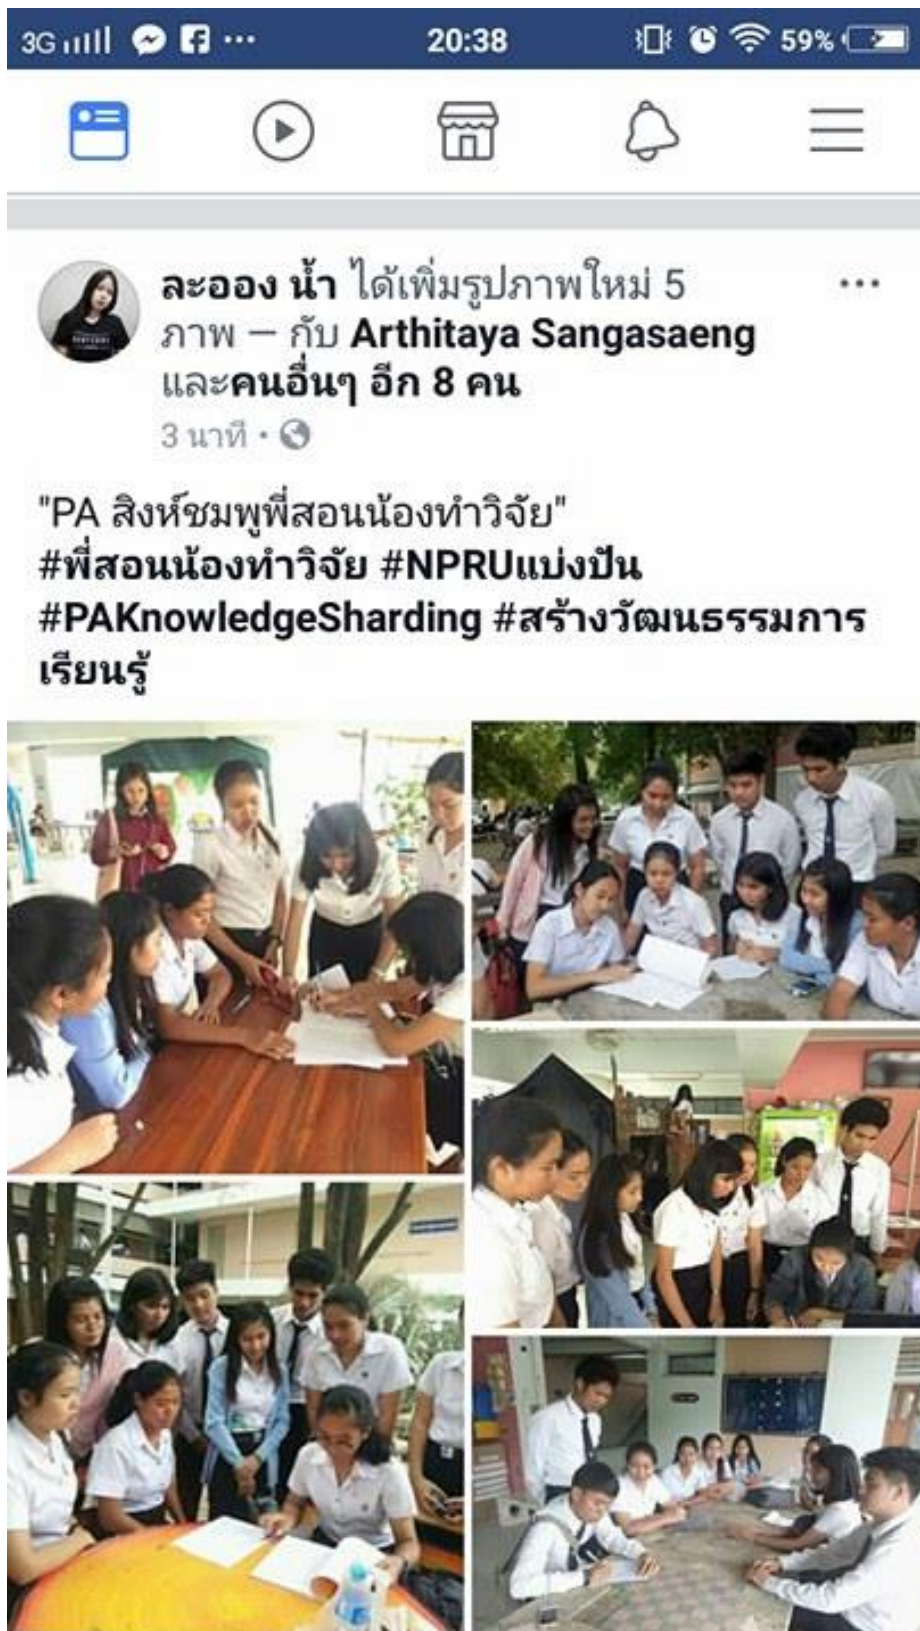 3G 20:38 59%
ละออง น้ำ ได้เพิ่มรูปภาพใหม่ 5
ภาพ — กับ Arthitaya Sangasaeng
และคนอื่นๆ อีก 8 คน
3 นาที ·
"PA สิงห์ชมพูพี่สอนน้องทำวิจัย"
#พี่สอนน้องทำวิจัย #NPRUแบ่งปัน
#PAKnowledgeSharding #สร้างวัฒนธรรมการ
เรียนรู้